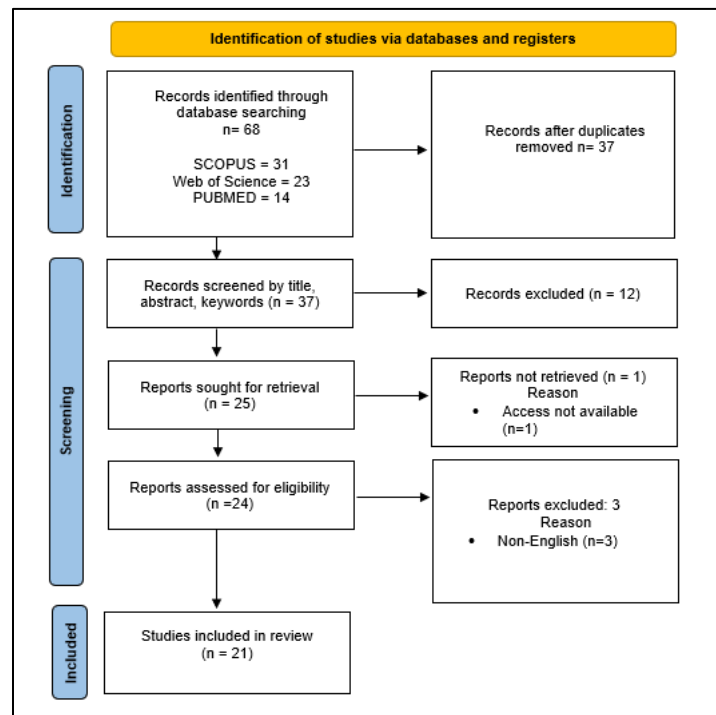 Identification of studies via databases and registers
Identification
Records identified through
database searching
n= 68
SCOPUS = 31
Web of Science = 23
PUBMED = 14
Records after duplicates
removed n= 37
Screening
Records screened by title,
abstract, keywords (n = 37)
Records excluded (n = 12)
Reports sought for retrieval
(n = 25)
Reports not retrieved (n = 1)
Reason
• Access not available
(n=1)
Reports assessed for eligibility
(n =24)
Reports excluded: 3
Reason
• Non-English (n=3)
Included
Studies included in review
(n = 21)